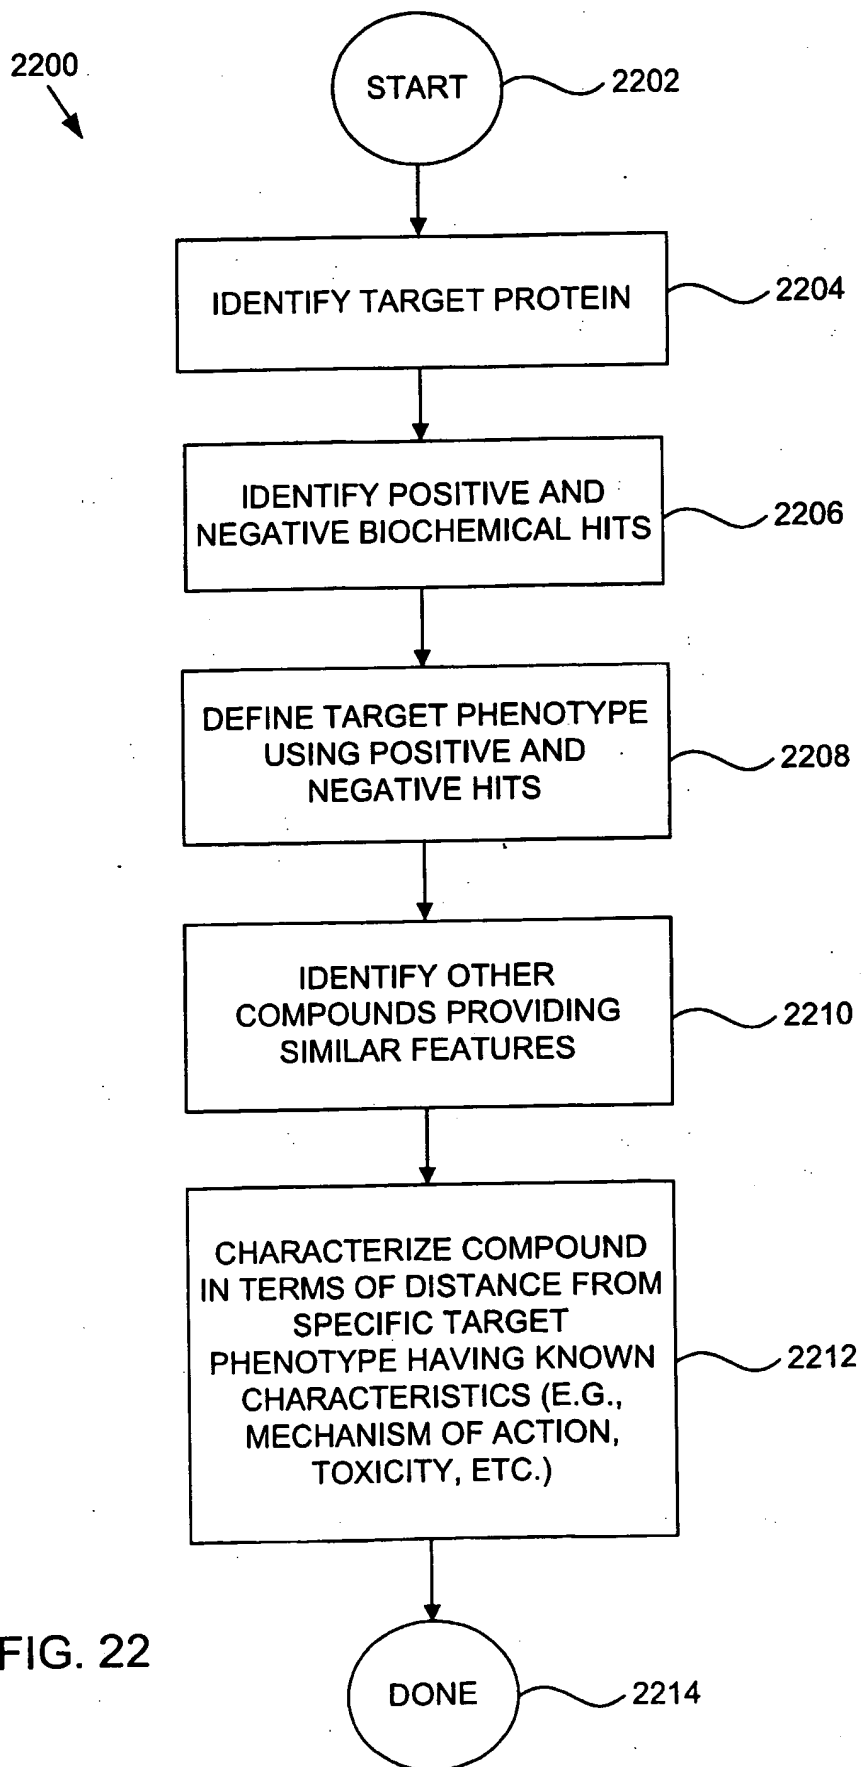 2200
START
2202
IDENTIFY TARGET PROTEIN
2204
IDENTIFY POSITIVE AND
NEGATIVE BIOCHEMICAL HITS
2206
DEFINE TARGET PHENOTYPE
USING POSITIVE AND
NEGATIVE HITS
2208
IDENTIFY OTHER
COMPOUNDS PROVIDING
SIMILAR FEATURES
2210
CHARACTERIZE COMPOUND
IN TERMS OF DISTANCE FROM
SPECIFIC TARGET
PHENOTYPE HAVING KNOWN
CHARACTERISTICS (E.G.,
MECHANISM OF ACTION,
TOXICITY, ETC.)
2212
FIG. 22
DONE
2214